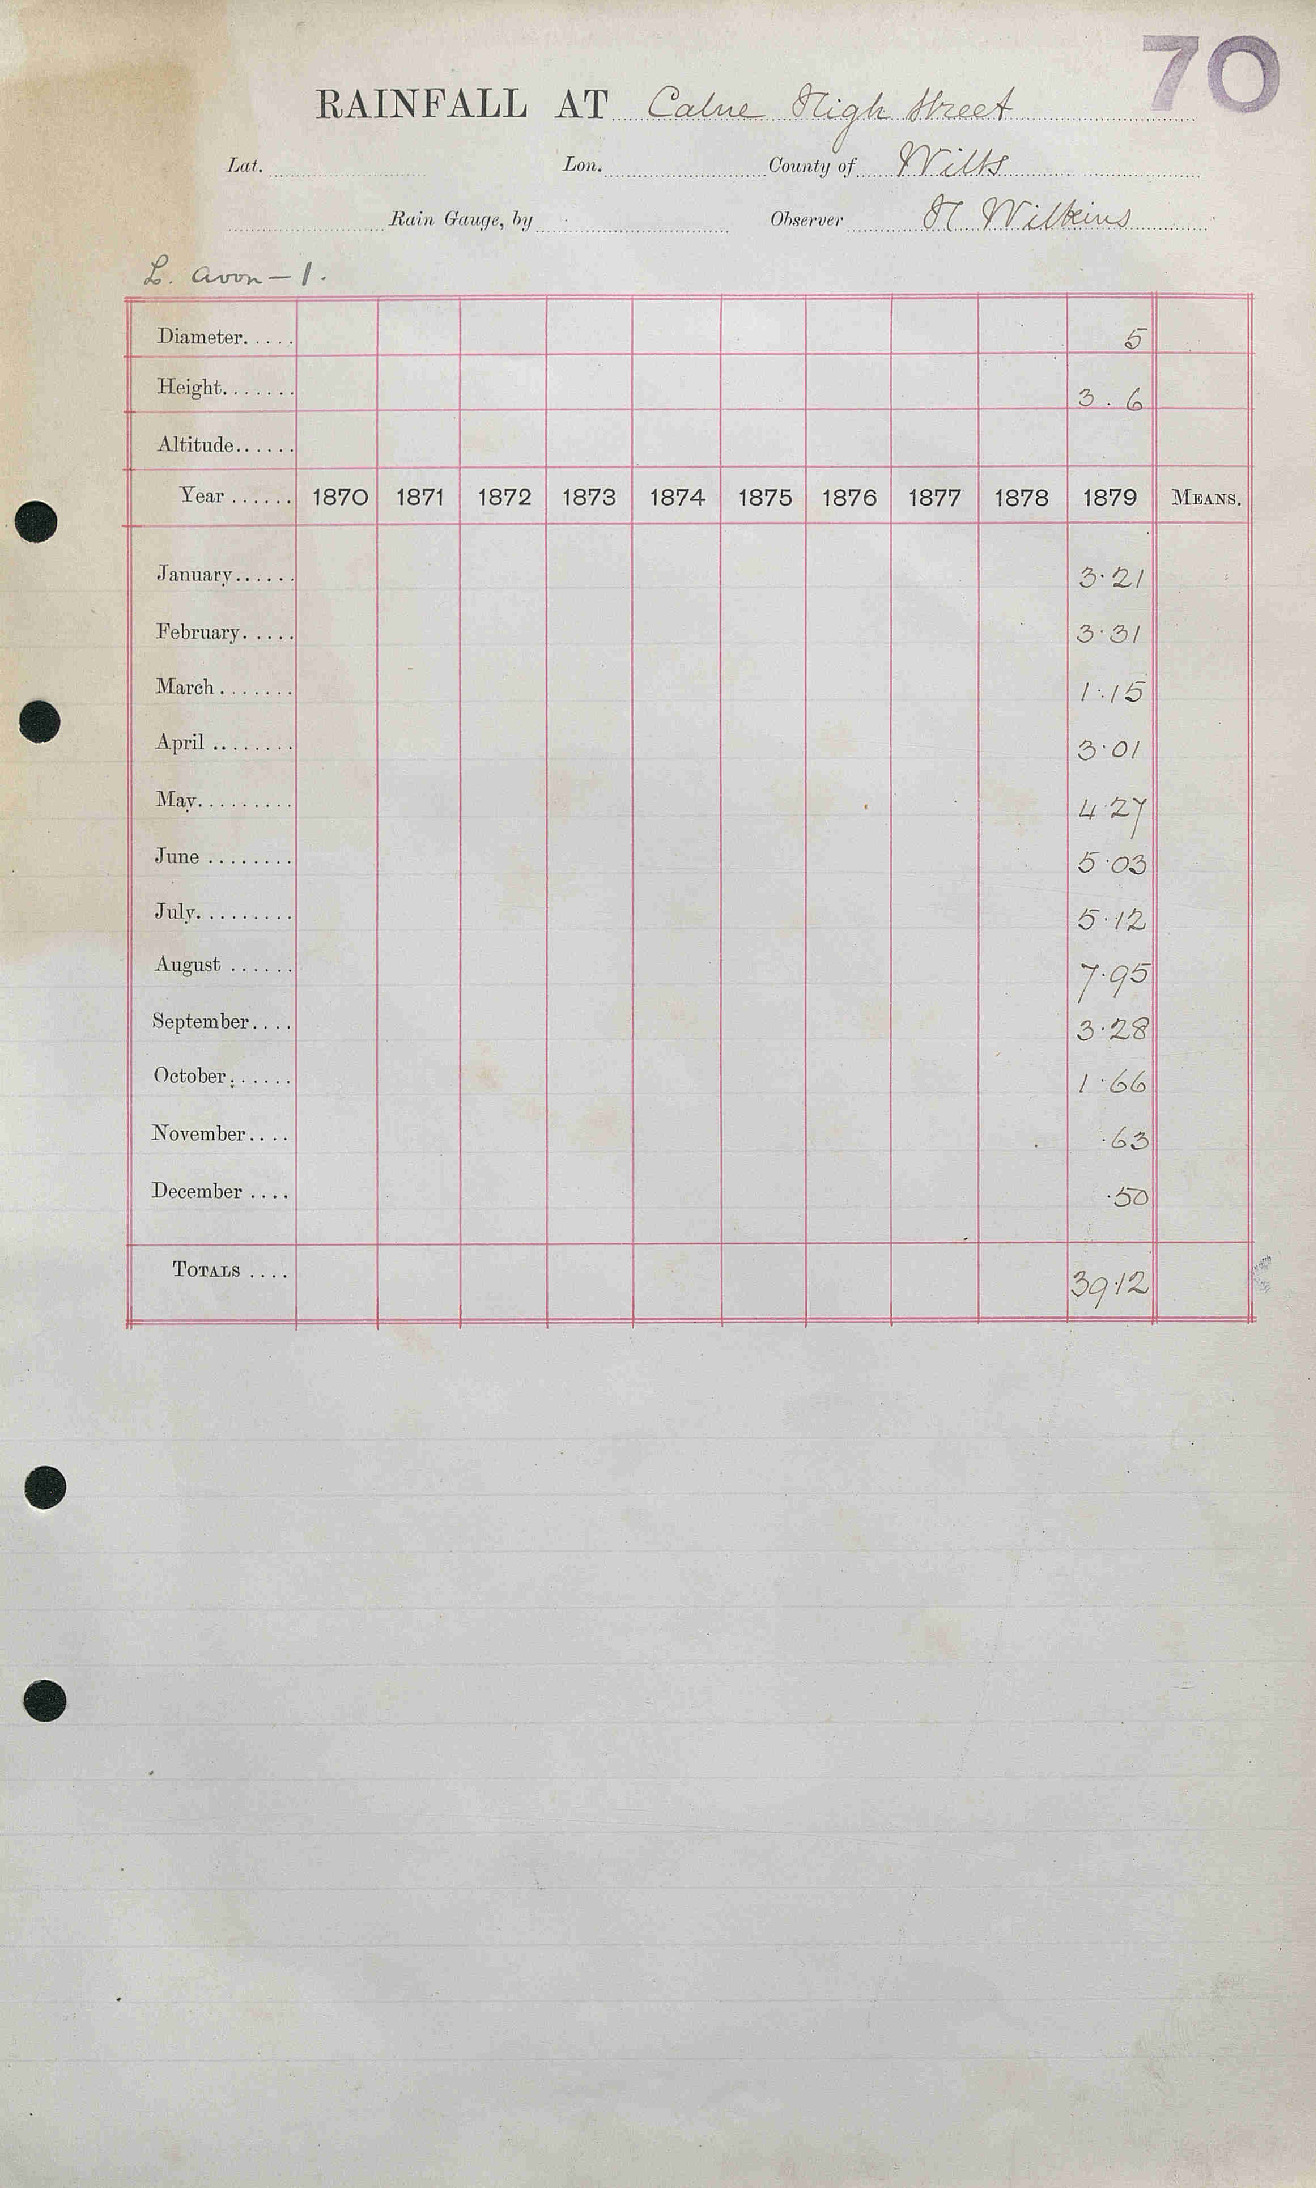 70
RAINFALL AT Calne High Street
Lat. Lon. County of Wilts
Rain Gauge, by Observer H Wilkins
L. Avon - 1.
Diameter..... 5
Height....... 3. 6
Altitude......
Year ...... 1870 1871 1872 1873 1874 1875 1876 1877 1878 1879 MEANS.
January...... 3.21
February..... 3.31
March ....... 1.15
April ........ 3.01
May......... 4.27
June ........ 5.03
July......... 5.12
August ...... 7.95
September.... 3.28
October...... 1.66
November.... .63
December .... .50
TOTALS .... 39.12